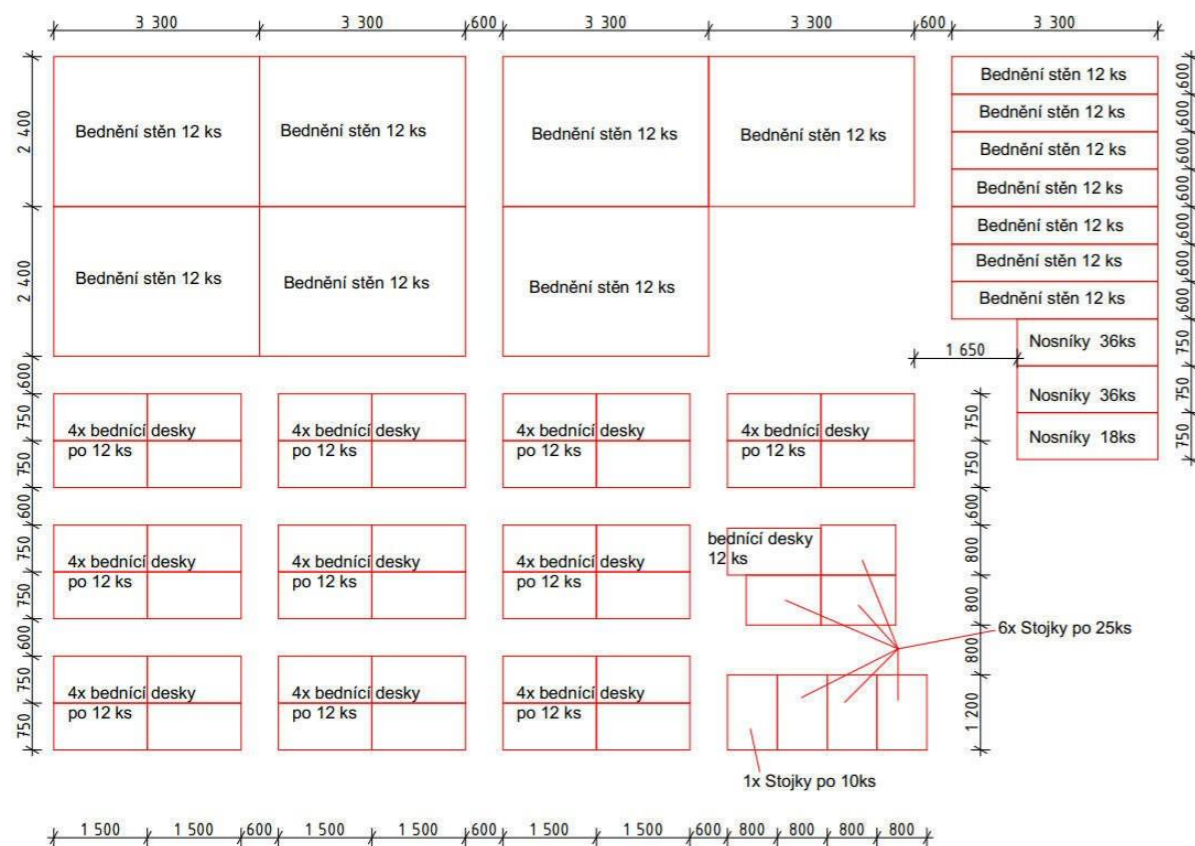 3 300
3 300
600
3 300
3 300
600
3 300
2 400
2 400
600
750
750
600
750
750
600
750
750
Bednění stěn 12 ks
Bednění stěn 12 ks
Bednění stěn 12 ks
Bednění stěn 12 ks
Bednění stěn 12 ks
Bednění stěn 12 ks
Bednění stěn 12 ks
Bednění stěn 12 ks
Bednění stěn 12 ks
Bednění stěn 12 ks
Bednění stěn 12 ks
Bednění stěn 12 ks
Bednění stěn 12 ks
Bednění stěn 12 ks
Nosníky 36ks
Nosníky 36ks
Nosníky 18ks
600
600
600
600
600
600
600
750
750
750
1 650
4x bednící desky
po 12 ks
4x bednící desky
po 12 ks
4x bednící desky
po 12 ks
4x bednící desky
po 12 ks
4x bednící desky
po 12 ks
4x bednící desky
po 12 ks
4x bednící desky
po 12 ks
bednící desky
12 ks
4x bednící desky
po 12 ks
4x bednící desky
po 12 ks
4x bednící desky
po 12 ks
750
750
600
800
800
800
1 200
6x Stojky po 25ks
1x Stojky po 10ks
1 500
1 500
600
1 500
1 500
600
1 500
1 500
600
800
800
800
800